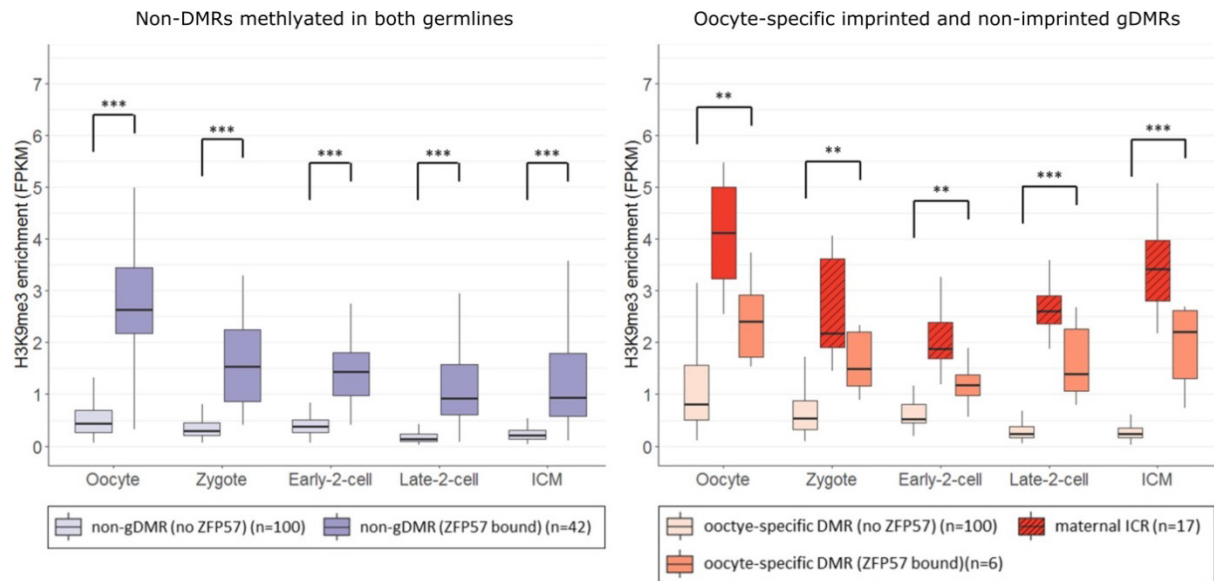 Non-DMRs methlyated in both germlines
H3K9me3 enrichment (FPKM)
7
6
5
4
3
2
1
0
***
***
***
***
***
Oocyte Zygote Early-2-cell Late-2-cell ICM
non-gDMR (no ZFP57) (n=100) non-gDMR (ZFP57 bound) (n=42)
Oocyte-specific imprinted and non-imprinted gDMRs
H3K9me3 enrichment (FPKM)
7
6
5
4
3
2
1
0
**
**
**
***
***
Oocyte Zygote Early-2-cell Late-2-cell ICM
ooctye-specific DMR (no ZFP57) (n=100) maternal ICR (n=17)
oocyte-specific DMR (ZFP57 bound)(n=6)